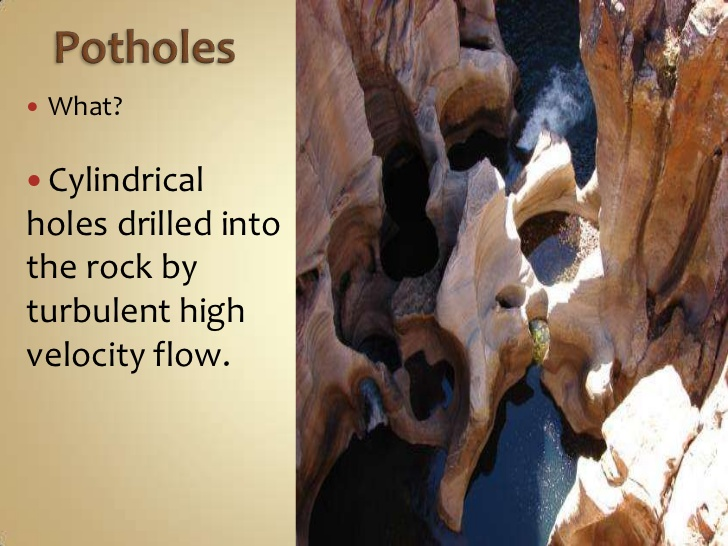 Potholes
• What?
• Cylindrical
holes drilled into
the rock by
turbulent high
velocity flow.